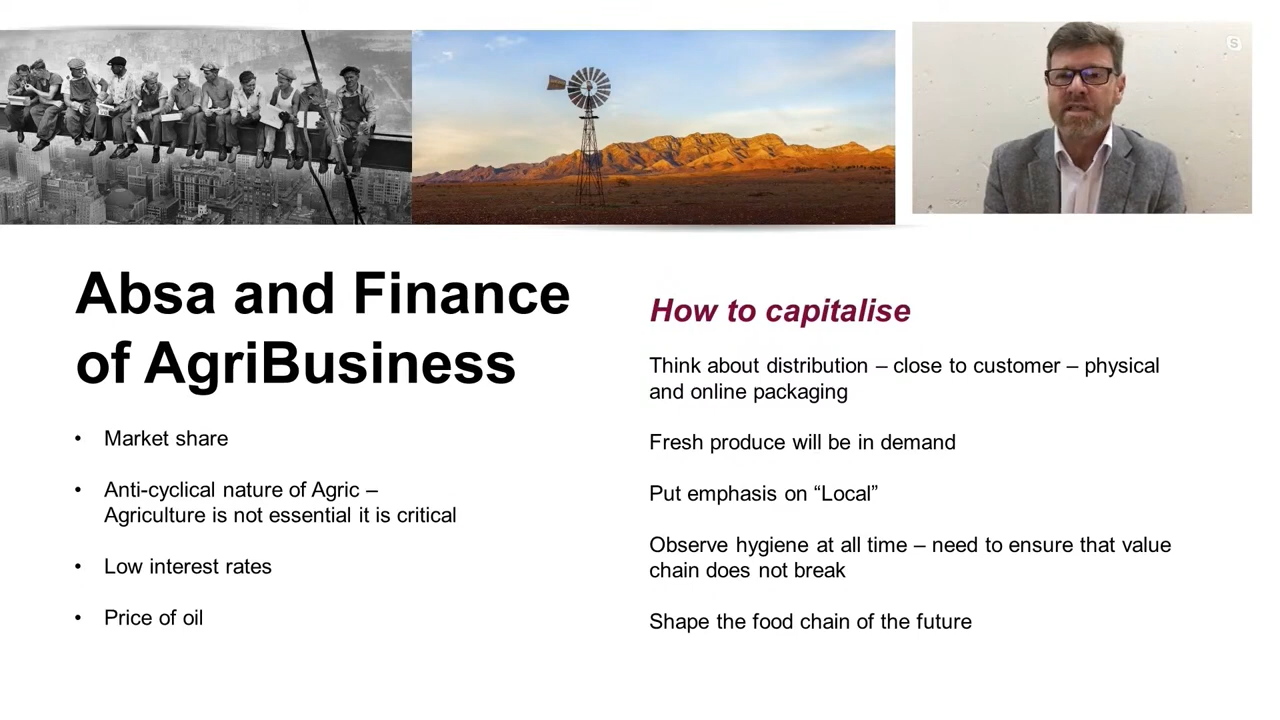 Absa and Finance
of AgriBusiness
• Market share
• Anti-cyclical nature of Agric –
Agriculture is not essential it is critical
• Low interest rates
• Price of oil
How to capitalise
Think about distribution – close to customer – physical
and online packaging
Fresh produce will be in demand
Put emphasis on “Local”
Observe hygiene at all time – need to ensure that value
chain does not break
Shape the food chain of the future